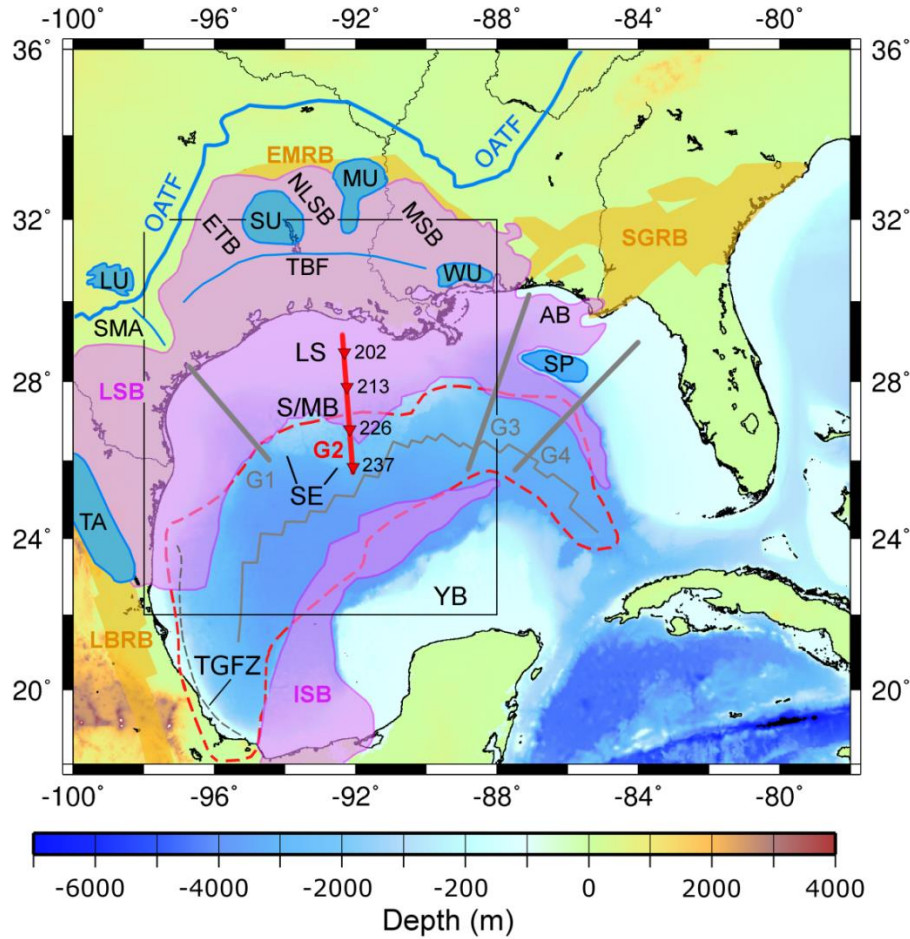 -100° -96° -92° -88° -84° -80°
36° 36°
OATF
OATF
EMRB
MU
NLSB
32° 32°
SU
MSB
ETB
SGRB
TBF
WU
LU
AB
SMA
LS
202
SP
LSB
28° 28°
213
S/MB
226
G3
G2
G4
G1
237
SE
TA
24° 24°
YB
LBRB
TGFZ
20° 20°
ISB
-100° -96° -92° -88° -84° -80°
-6000 -4000 -2000 0 2000 4000
Depth (m)